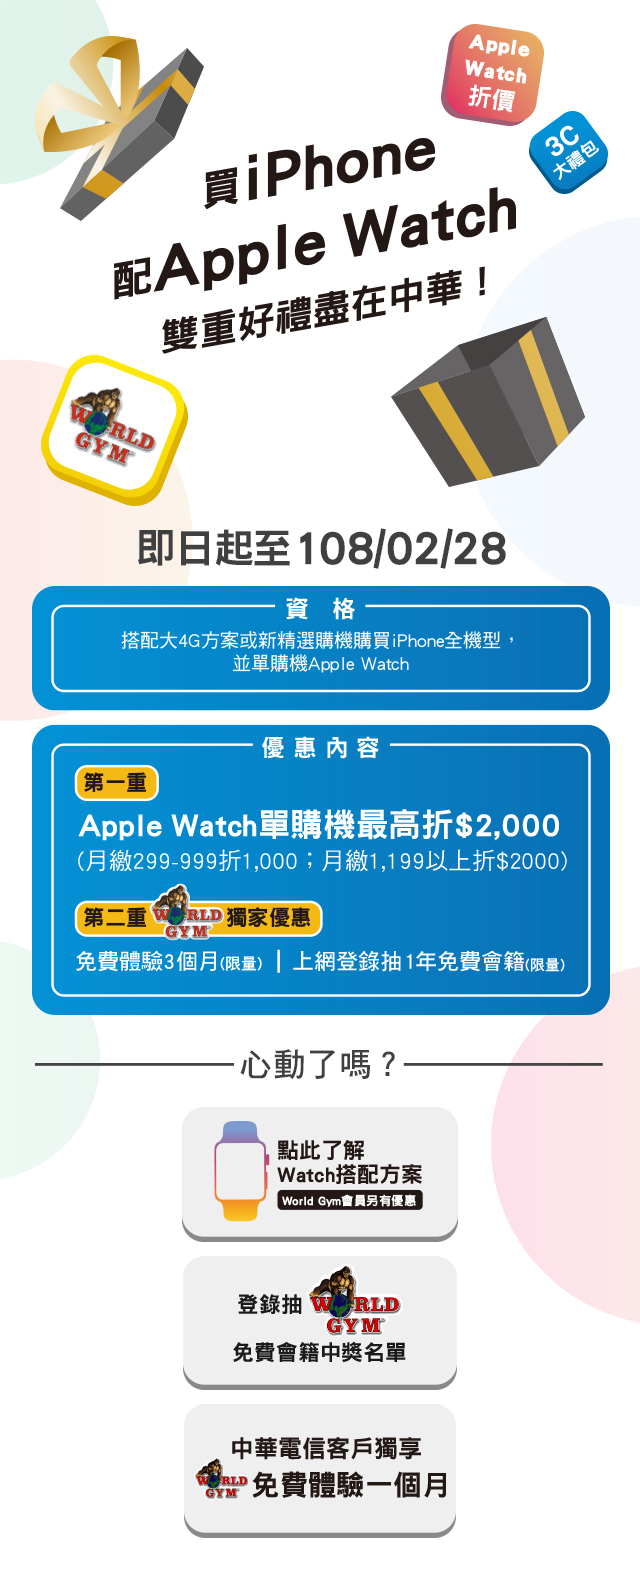 Apple
Watch
折價
3C
大禮包
買iPhone
配Apple Watch
雙重好禮盡在中華！
WORLD
GYM
即日起至108/02/28
資 格
搭配大4G方案或新精選購機購買iPhone全機型，
並單購機Apple Watch
優惠內容
第一重
Apple Watch單購機最高折$2,000
(月繳299-999折1,000；月繳1,199以上折$2000)
第二重 WORLD GYM 獨家優惠
免費體驗3個月(限量) | 上網登錄抽1年免費會籍(限量)
心動了嗎？
點此了解
Watch搭配方案
World Gym會員另有優惠
登錄抽 WORLD GYM
免費會籍中獎名單
中華電信客戶獨享
WORLD GYM 免費體驗一個月